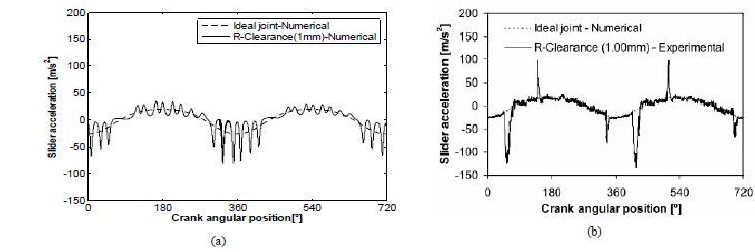 200
150
100
50
0
-50
-100
-150
0
180
360
540
720
Slider acceleration [m/s²]
Crank angular position[°]
Ideal joint-Numerical
R-Clearance(1mm)-Numerical
(a)
200
150
100
50
0
-50
-100
-150
0
180
360
540
720
Slider acceleration [m/s²]
Crank angular position [°]
Ideal joint - Numerical
R-Clearance (1.00mm) - Experimental
(b)